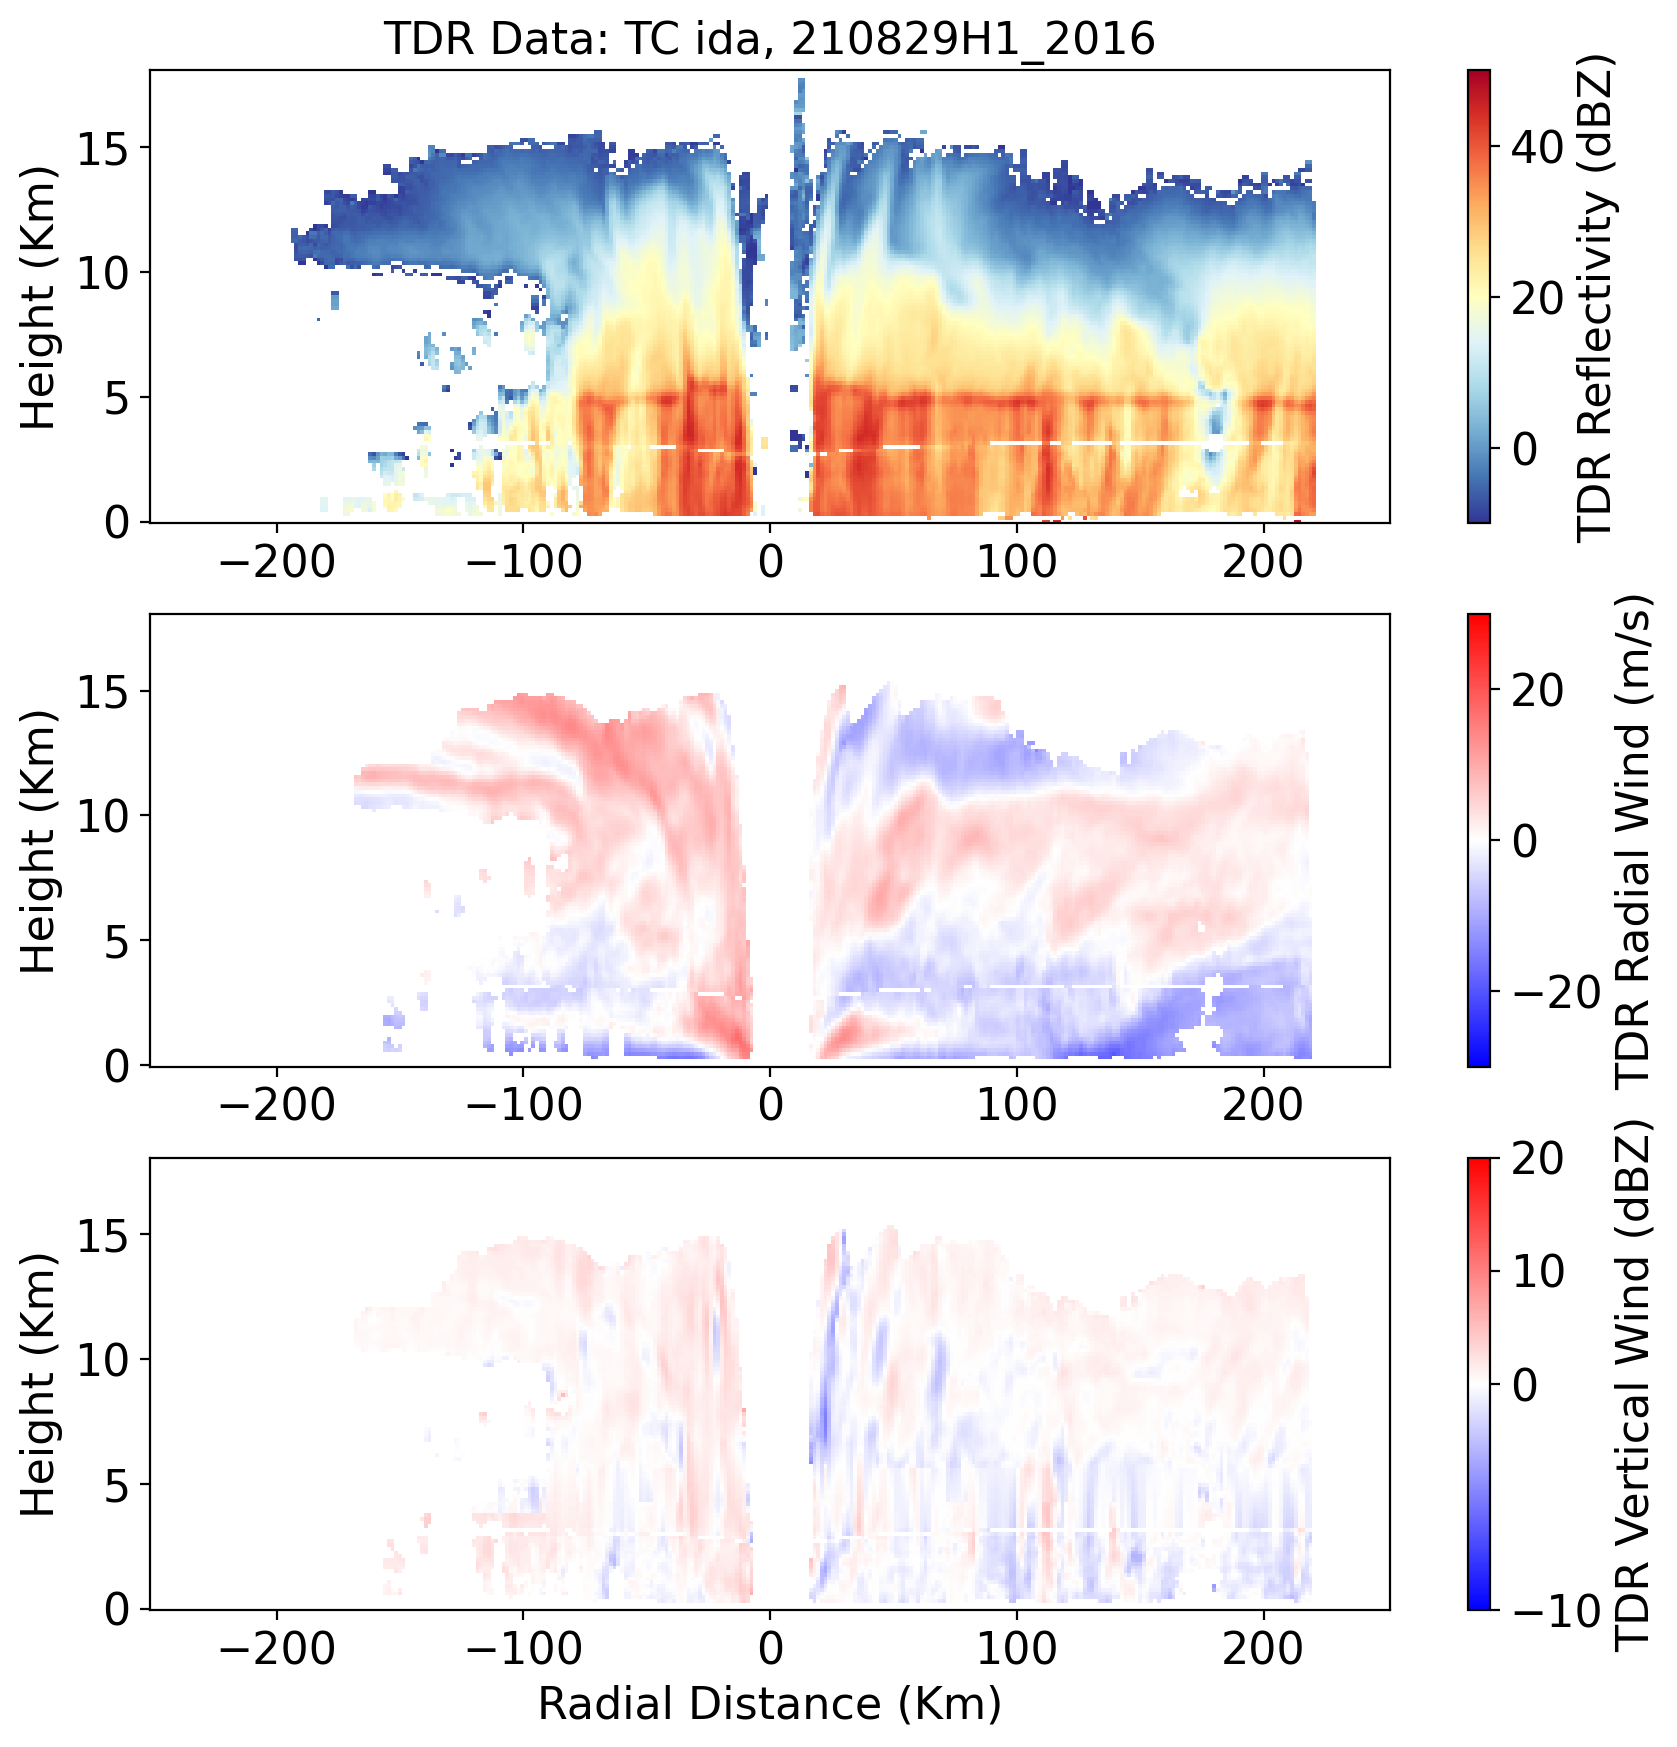 TDR Data: TC ida, 210829H1_2016
15
10
5
0
Height (Km)
−200 −100 0 100 200
40
20
0
TDR Reflectivity (dBZ)
15
10
5
0
Height (Km)
−200 −100 0 100 200
20
0
−20
TDR Radial Wind (m/s)
15
10
5
0
Height (Km)
−200 −100 0 100 200
Radial Distance (Km)
20
10
0
−10
TDR Vertical Wind (dBZ)